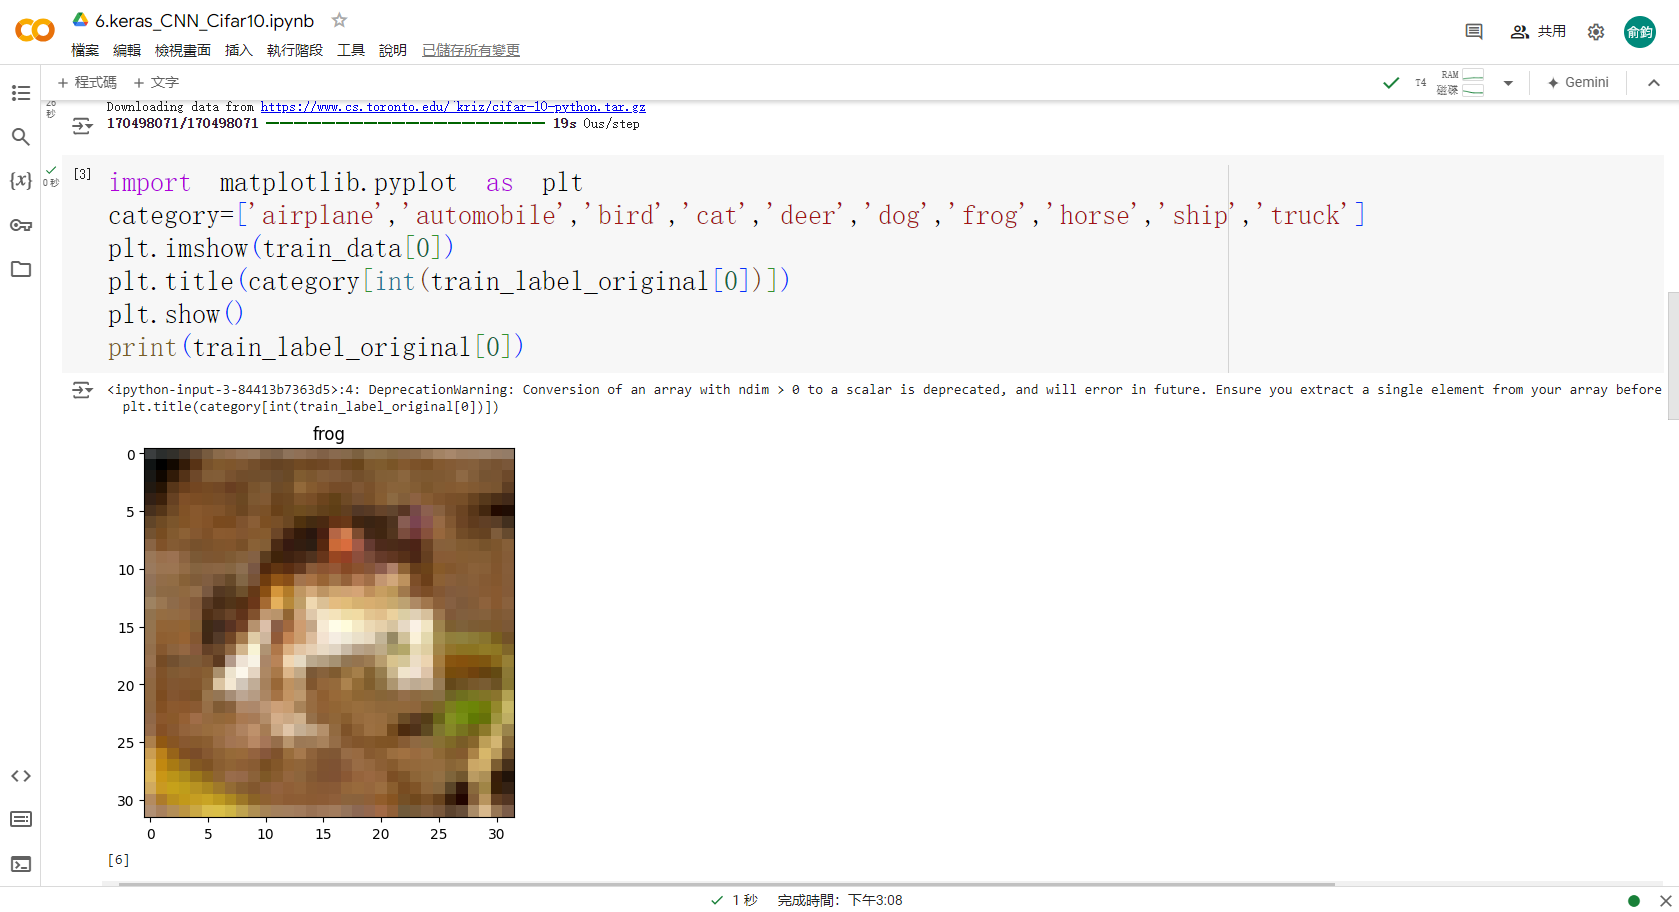 6.keras_CNN_Cifar10.ipynb
檔案 編輯 檢視畫面 插入 執行階段 工具 說明 已儲存所有變更
共用
俞鈞
+ 程式碼 + 文字
T4
RAM
磁碟
Gemini
26
秒
Downloading data from https://www.cs.toronto.edu/~kriz/cifar-10-python.tar.gz
170498071/170498071 19s 0us/step
0 秒
[3]
import matplotlib.pyplot as plt
category=['airplane','automobile','bird','cat','deer','dog','frog','horse','ship','truck']
plt.imshow(train_data[0])
plt.title(category[int(train_label_original[0])])
plt.show()
print(train_label_original[0])
<ipython-input-3-84413b7363d5>:4: DeprecationWarning: Conversion of an array with ndim > 0 to a scalar is deprecated, and will error in future. Ensure you extract a single element from your array before
plt.title(category[int(train_label_original[0])])
frog
0
5
10
15
20
25
30
0 5 10 15 20 25 30
[6]
1 秒 完成時間：下午3:08